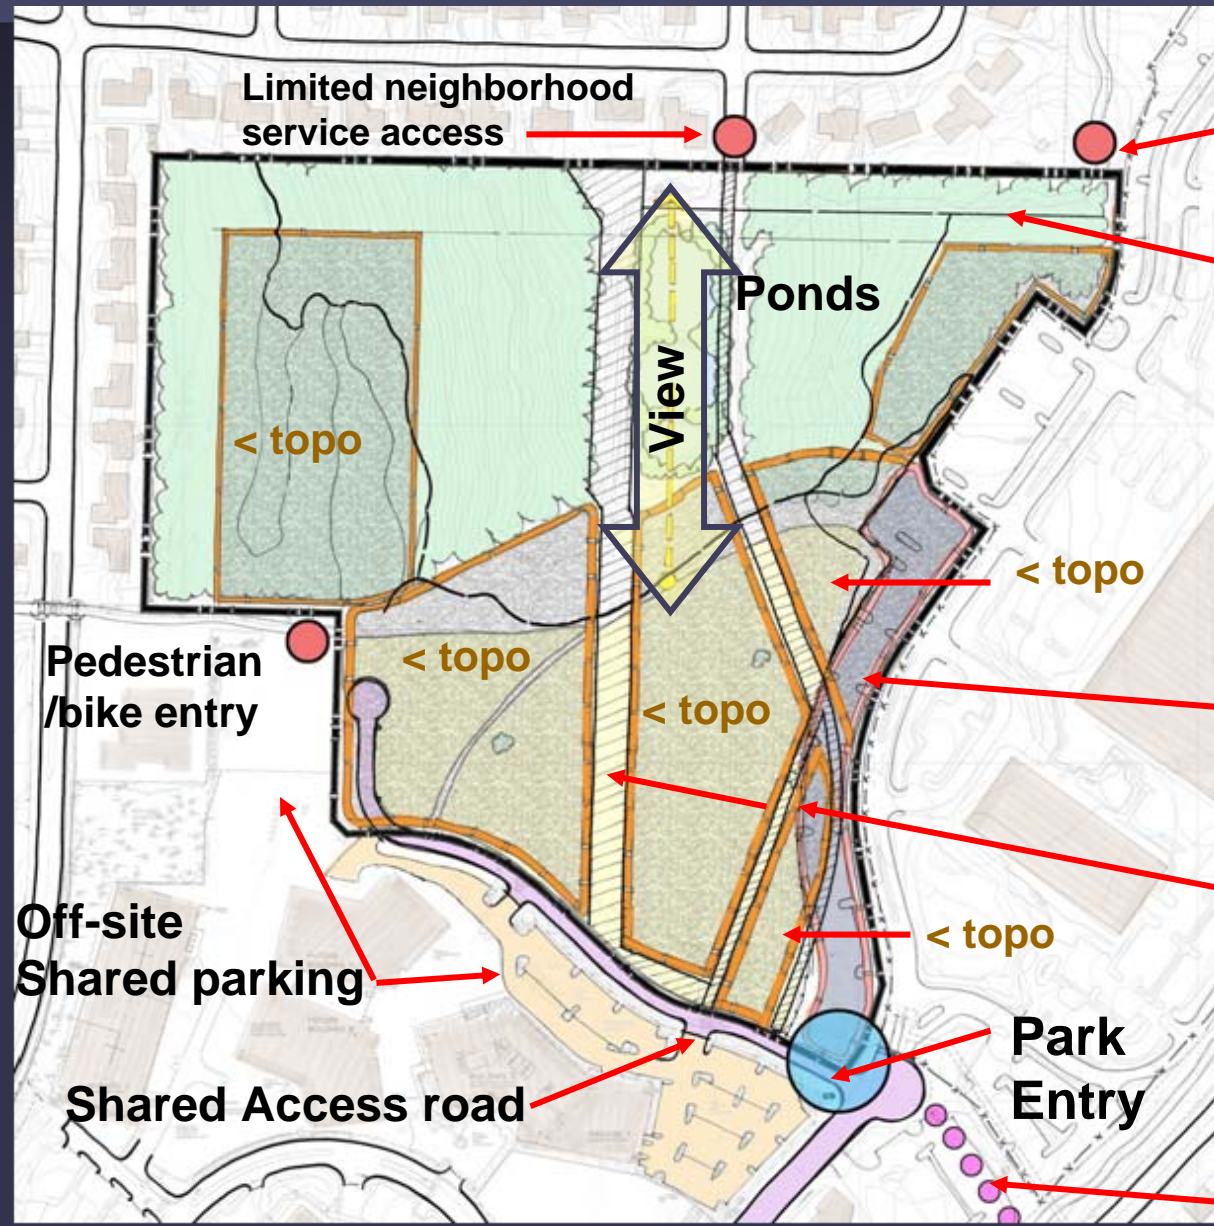 Limited neighborhood
service access
Ponds
View
< topo
< topo
< topo
Pedestrian
/bike entry
< topo
< topo
Off-site
Shared parking
< topo
Park
Entry
Shared Access road